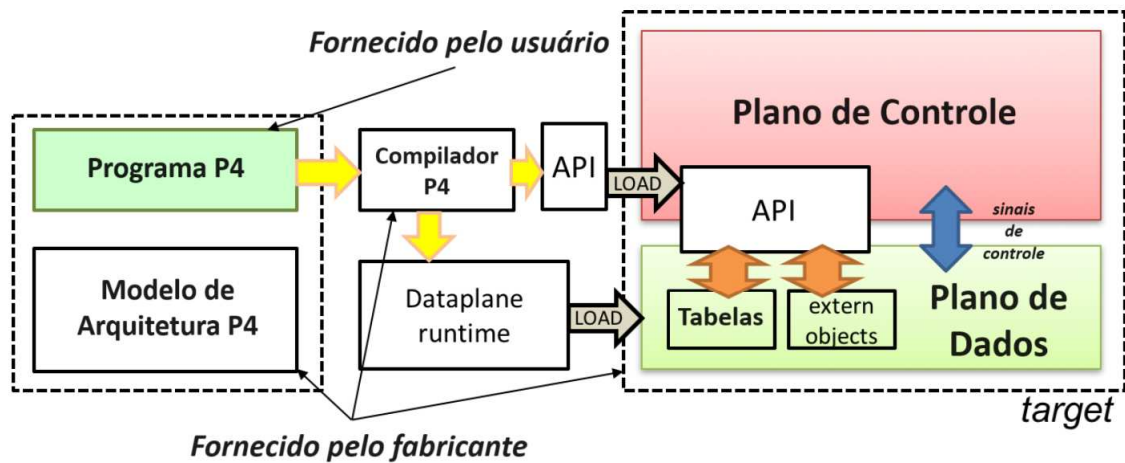 Fornecido pelo usuário
Programa P4
Compilador
P4
API
LOAD
Plano de Controle
API
sinais
de
controle
Modelo de
Arquitetura P4
Dataplane
runtime
LOAD
Tabelas
extern
objects
Plano de
Dados
target
Fornecido pelo fabricante